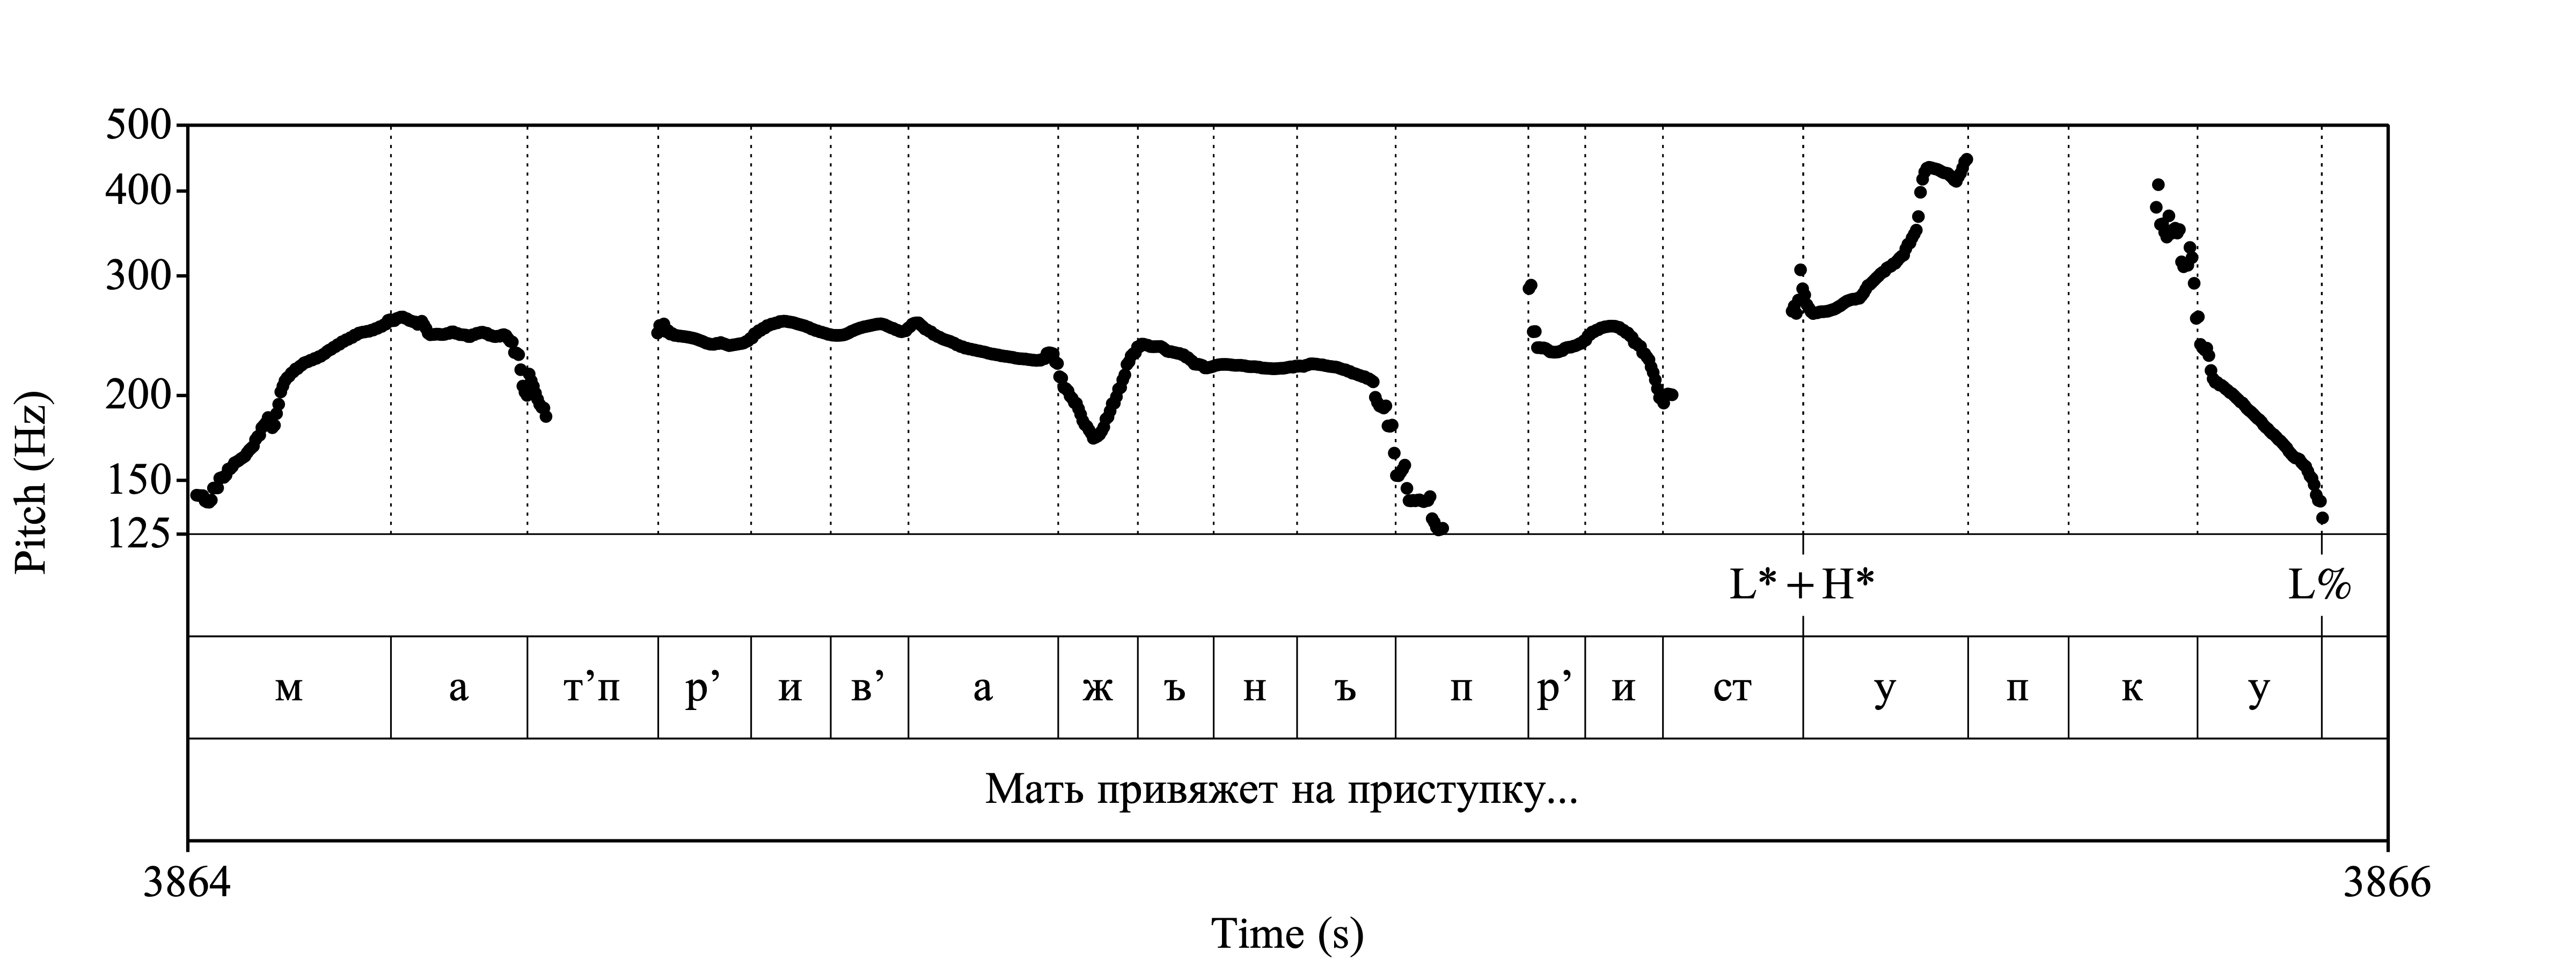 500
400
300
200
150
125
Pitch (Hz)
L*+H* L%
м а т’п р’ и в’ а ж ъ н ъ п р’ и ст у п к у
Мать привяжет на приступку...
3864 3866
Time (s)